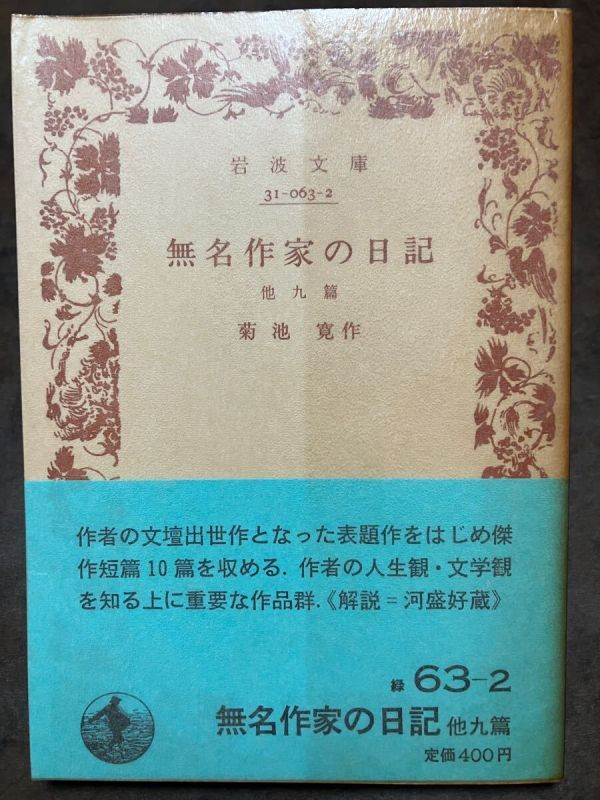 岩波文庫
31-063-2
無名作家の日記
他九篇
菊池 寛作
作者の文壇出世作となった表題作をはじめ傑
作短篇10篇を収める．作者の人生観・文学観
を知る上に重要な作品群．《解説＝河盛好蔵》
緑 63-2
無名作家の日記 他九篇
定価400円